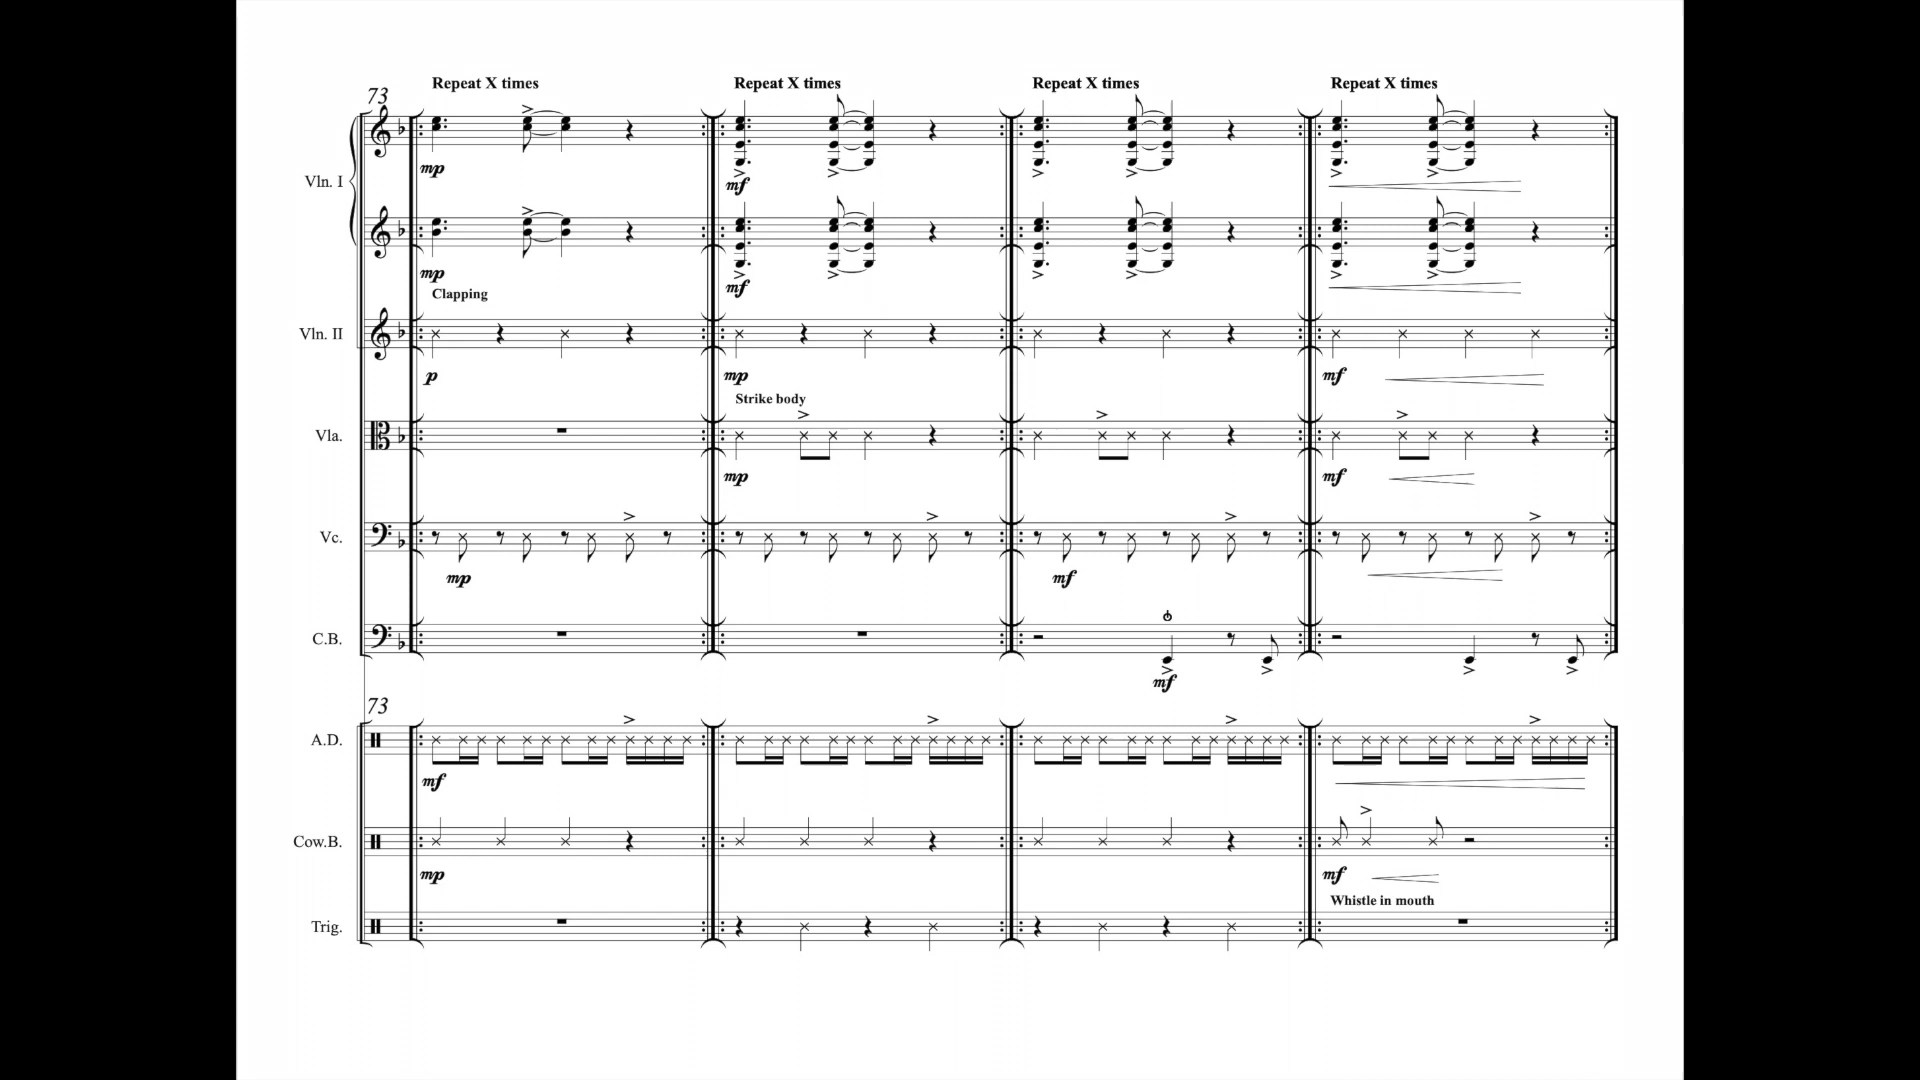 Repeat X times Repeat X times Repeat X times Repeat X times
73
Vln. I
mp mf
mp mf
Clapping
Vln. II
p mp mf
Strike body
Vla.
mp mf
Vc.
mp mf
C.B.
mf
73
A.D.
mf
Cow.B.
mp mf
Whistle in mouth
Trig.